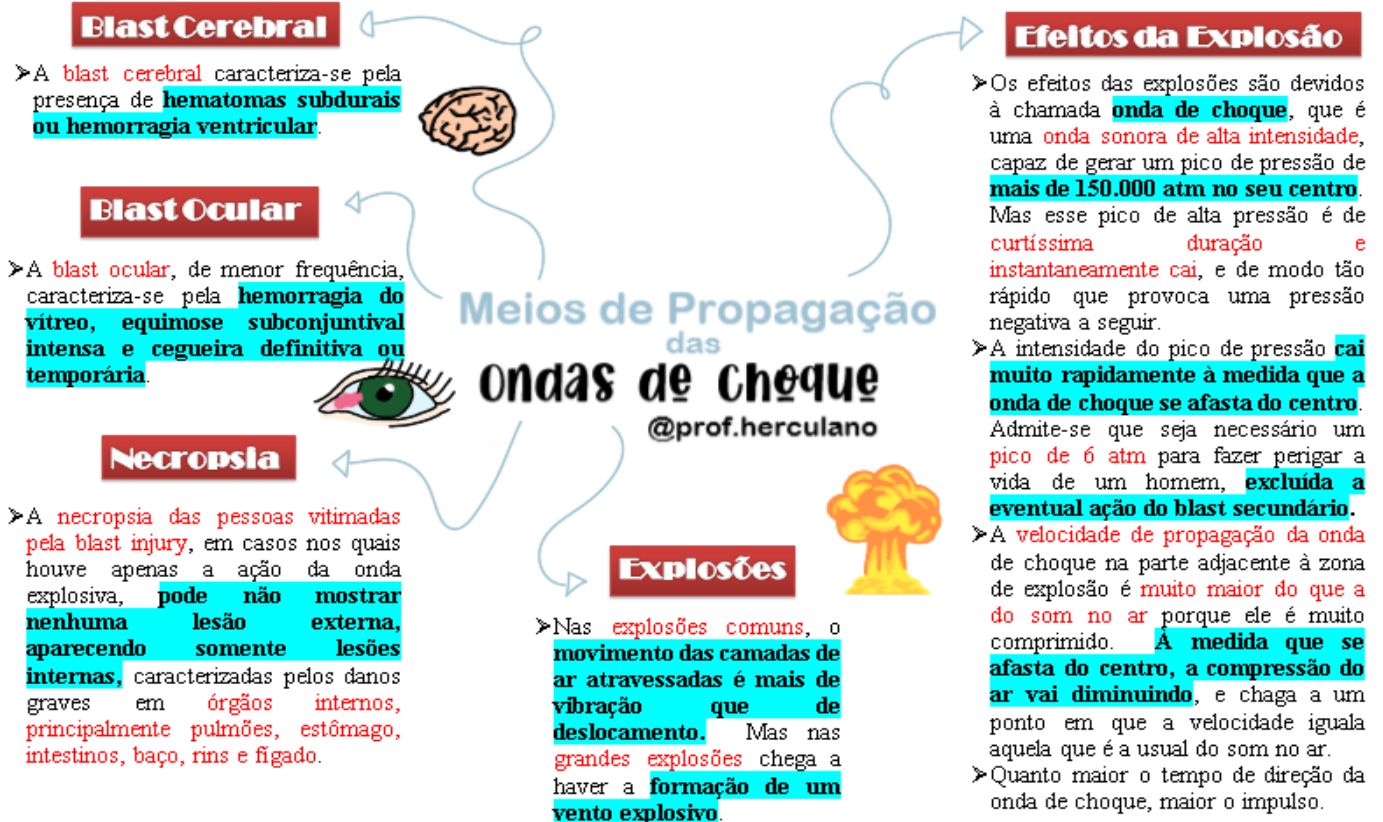 Blast Cerebral
➢A blast cerebral caracteriza-se pela
presença de hematomas subdurais
ou hemorragia ventricular.
Blast Ocular
➢A blast ocular, de menor frequência,
caracteriza-se pela hemorragia do
vítreo, equimose subconjuntival
intensa e cegueira definitiva ou
temporária.
Necropsia
➢A necropsia das pessoas vitimadas
pela blast injury, em casos nos quais
houve apenas a ação da onda
explosiva, pode não mostrar
nenhuma lesão externa,
aparecendo somente lesões
internas, caracterizadas pelos danos
graves em órgãos internos,
principalmente pulmões, estômago,
intestinos, baço, rins e fígado.
Meios de Propagação
das
Ondas de Choque
@prof.herculano
Explosões
➢Nas explosões comuns, o
movimento das camadas de
ar atravessadas é mais de
vibração que de
deslocamento. Mas nas
grandes explosões chega a
haver a formação de um
vento explosivo.
Efeitos da Explosão
➢Os efeitos das explosões são devidos
à chamada onda de choque, que é
uma onda sonora de alta intensidade,
capaz de gerar um pico de pressão de
mais de 150.000 atm no seu centro.
Mas esse pico de alta pressão é de
curtíssima duração e
instantaneamente cai, e de modo tão
rápido que provoca uma pressão
negativa a seguir.
➢A intensidade do pico de pressão cai
muito rapidamente à medida que a
onda de choque se afasta do centro.
Admite-se que seja necessário um
pico de 6 atm para fazer perigar a
vida de um homem, excluída a
eventual ação do blast secundário.
➢A velocidade de propagação da onda
de choque na parte adjacente à zona
de explosão é muito maior do que a
do som no ar porque ele é muito
comprimido. À medida que se
afasta do centro, a compressão do
ar vai diminuindo, e chaga a um
ponto em que a velocidade iguala
aquela que é a usual do som no ar.
➢Quanto maior o tempo de direção da
onda de choque, maior o impulso.